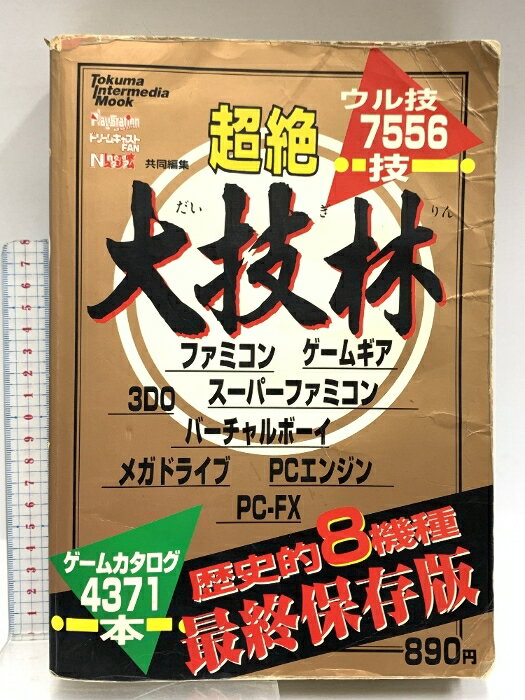 Tokuma
Intermedia
Mook
PlayStation
ドリームキャスト
FAN
共同編集
ウル技
7556
技
超絶
だい ぎ りん
大技林
ファミコン ゲームギア
3DO スーパーファミコン
バーチャルボーイ
メガドライブ PCエンジン
PC-FX
ゲームカタログ
4371
本
歴史的8機種
最終保存版
890円